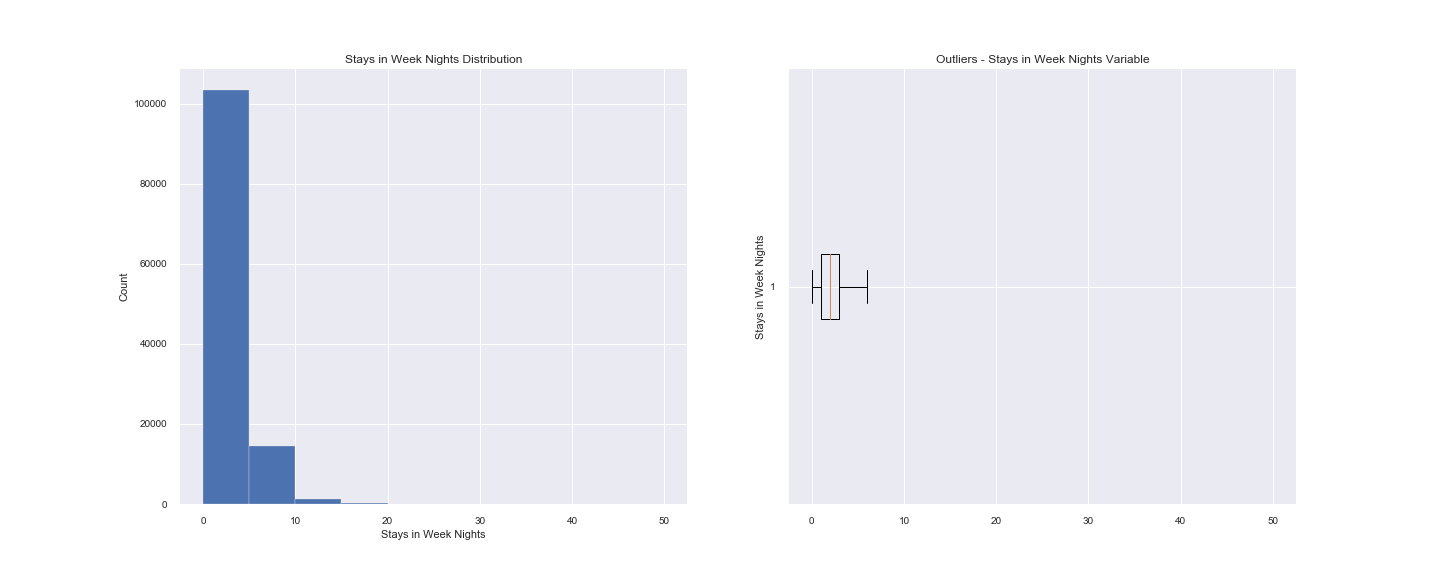 Stays in Week Nights Distribution
100000
80000
60000
40000
20000
0
Count
0 10 20 30 40 50
Stays in Week Nights
Outliers - Stays in Week Nights Variable
Stays in Week Nights
1
0 10 20 30 40 50